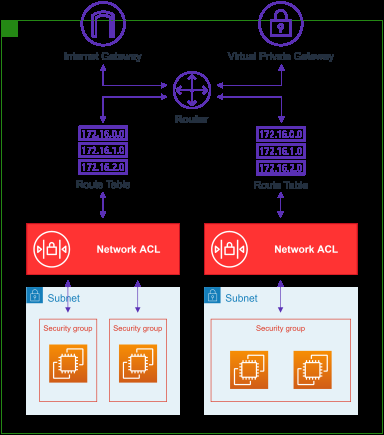 Internet Gateway
Virtual Private Gateway
Router
172.16.0.0
172.16.1.0
172.16.2.0
Route Table
172.16.0.0
172.16.1.0
172.16.2.0
Route Table
Network ACL
Network ACL
Subnet
Subnet
Security group
Security group
Security group